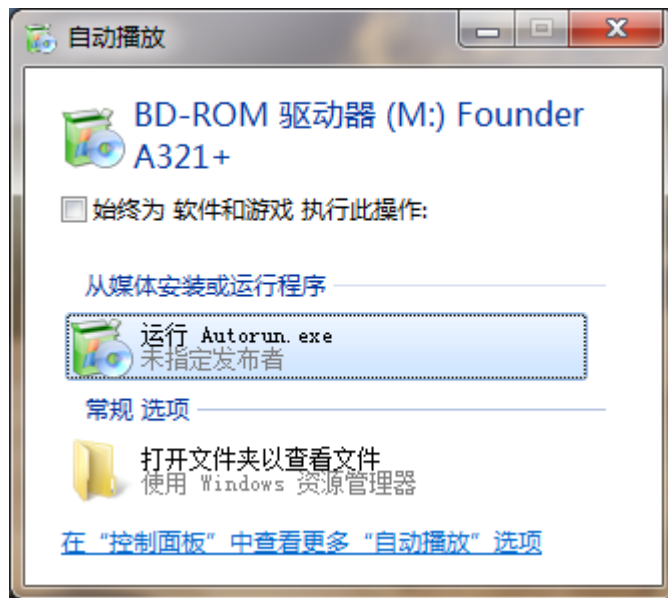 自动播放
BD-ROM 驱动器 (M:) Founder
A321+
始终为 软件和游戏 执行此操作:
从媒体安装或运行程序
运行 Autorun.exe
未指定发布者
常规 选项
打开文件夹以查看文件
使用 Windows 资源管理器
在“控制面板”中查看更多“自动播放”选项